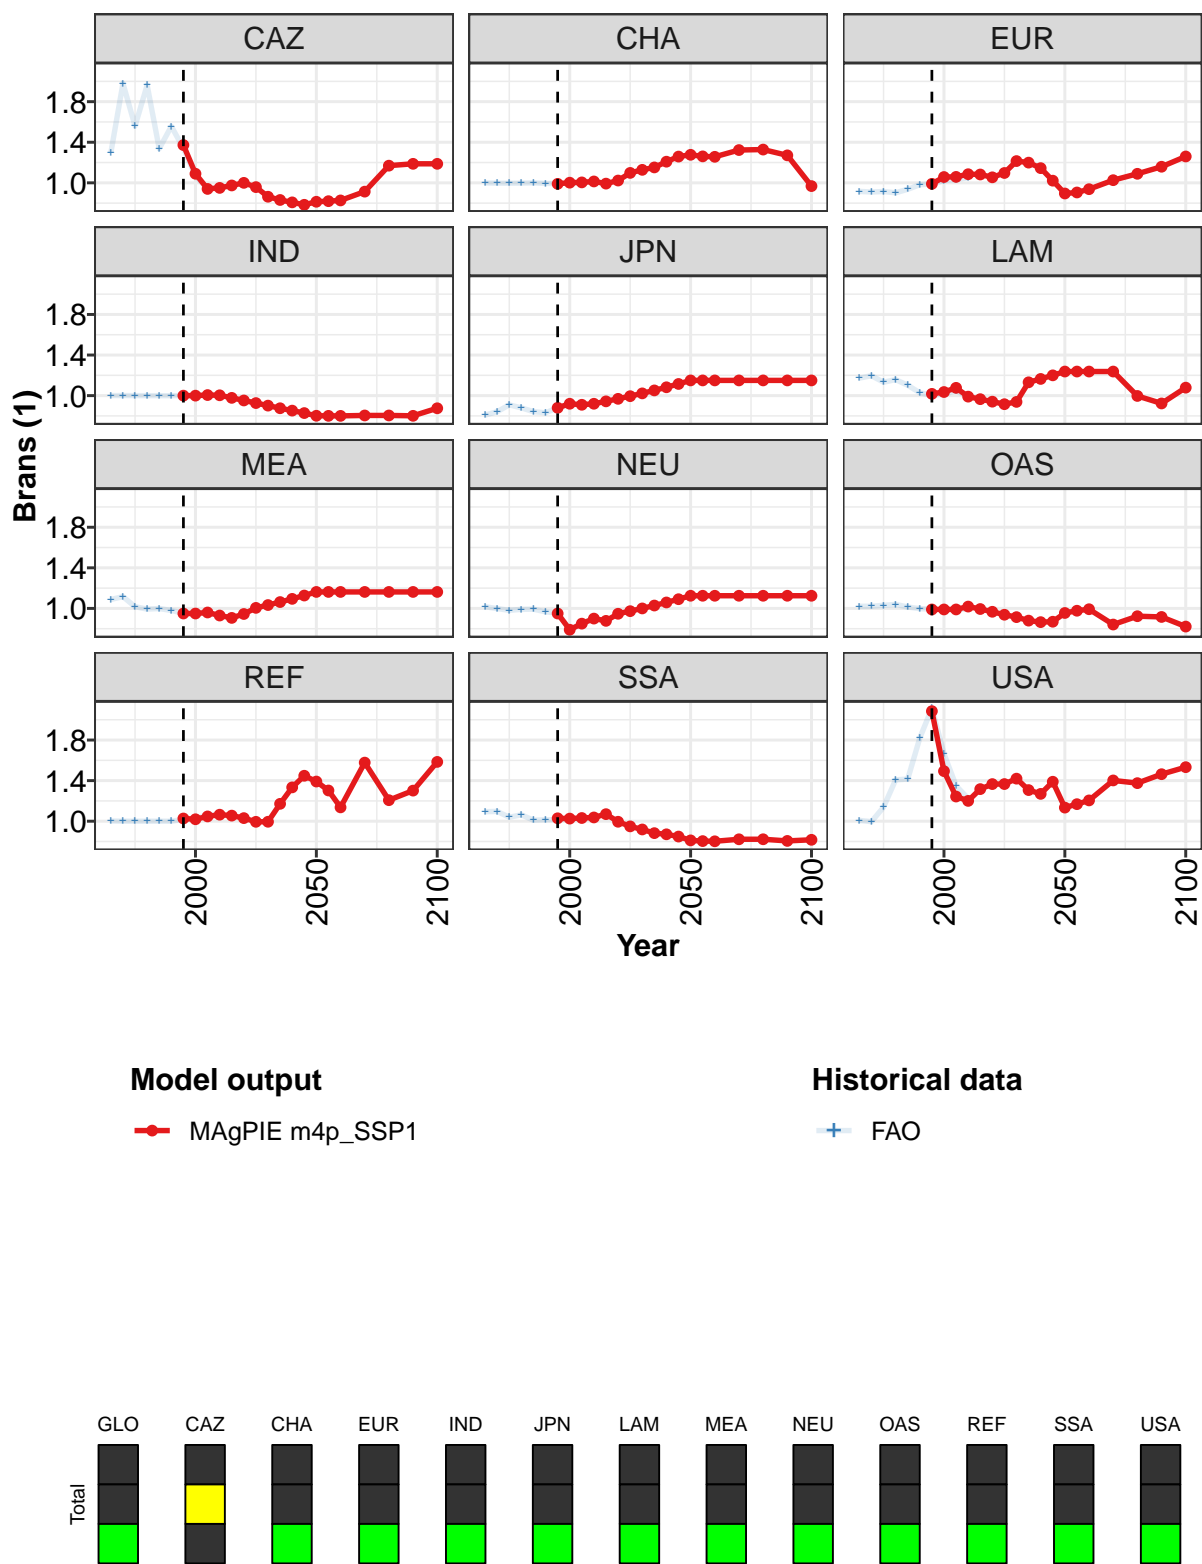 CAZ CHA EUR
1.8
1.4
1.0
IND JPN LAM
1.8
1.4
1.0
MEA NEU OAS
1.8
1.4
1.0
REF SSA USA
1.8
1.4
1.0
Brans (1)
2000 2050 2100 2000 2050 2100 2000 2050 2100
Year
Model output Historical data
MAgPIE m4p_SSP1 FAO
GLO CAZ CHA EUR IND JPN LAM MEA NEU OAS REF SSA USA
Total